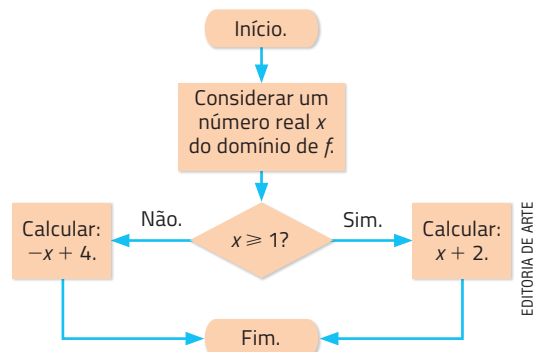 Início.
Considerar um
número real x
do domínio de f.
Não.
Sim.
Calcular:
−x + 4.
x ⩾ 1?
Calcular:
x + 2.
Fim.
EDITORIA DE ARTE